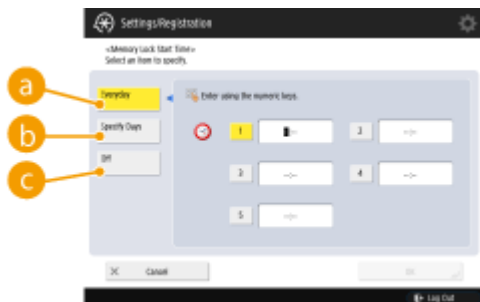 Settings/Registration
<Memory Lock Start Time>
Select an item to specify.
a
Everyday
Enter using the numeric keys.
b
Specify Days
1
--:--
2
--:--
c
Off
3
--:--
4
--:--
5
--:--
Cancel
OK
Log Out